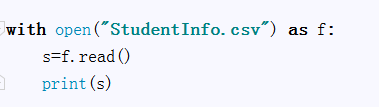 with open("StudentInfo.csv") as f:
    s=f.read()
    print(s)